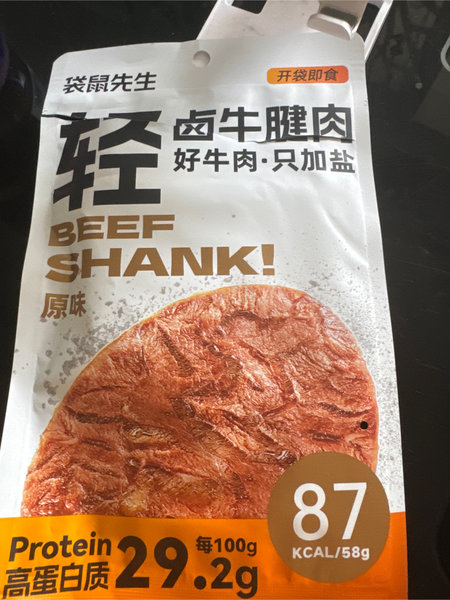 袋鼠先生
开袋即食
轻
卤牛腱肉
好牛肉·只加盐
BEEF
SHANK!
原味
87
KCAL/58g
Protein
高蛋白质
29.2g
每100g